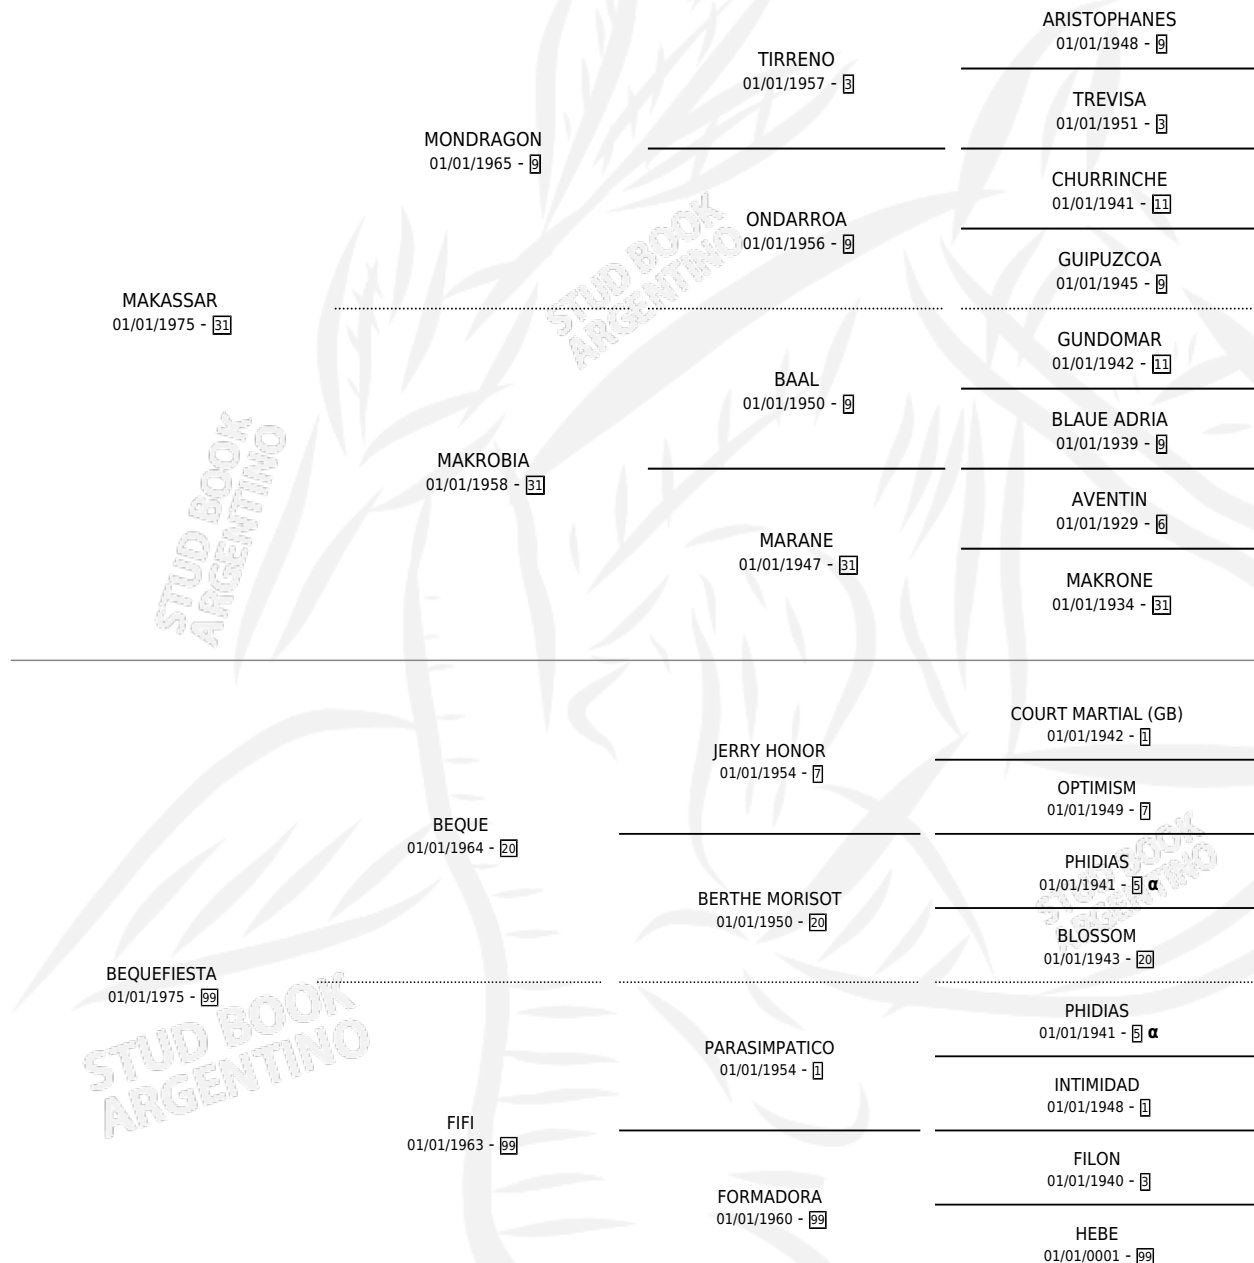 ARISTOPHANES
01/01/1948 - 9
TIRRENO
01/01/1957 - 3
TREVISA
01/01/1951 - 3
MONDRAGON
01/01/1965 - 9
CHURRINCHE
01/01/1941 - 11
ONDARROA
01/01/1956 - 9
GUIPUZCOA
01/01/1945 - 9
MAKASSAR
01/01/1975 - 31
GUNDOMAR
01/01/1942 - 11
BAAL
01/01/1950 - 9
BLAUE ADRIA
01/01/1939 - 9
MAKROBIA
01/01/1958 - 31
AVENTIN
01/01/1929 - 6
MARANE
01/01/1947 - 31
MAKRONE
01/01/1934 - 31
COURT MARTIAL (GB)
01/01/1942 - 1
JERRY HONOR
01/01/1954 - 7
OPTIMISM
01/01/1949 - 7
BEQUE
01/01/1964 - 20
PHIDIAS
01/01/1941 - 5 α
BERTHE MORISOT
01/01/1950 - 20
BLOSSOM
01/01/1943 - 20
BEQUEFIESTA
01/01/1975 - 99
PHIDIAS
01/01/1941 - 5 α
PARASIMPATICO
01/01/1954 - 1
INTIMIDAD
01/01/1948 - 1
FIFI
01/01/1963 - 99
FILON
01/01/1940 - 3
FORMADORA
01/01/1960 - 99
HEBE
01/01/0001 - 99
STUD BOOK
ARGENTINO
STUD BOOK
ARGENTINO
STUD BOOK
ARGENTINO
STUD BOOK
ARGENTINO